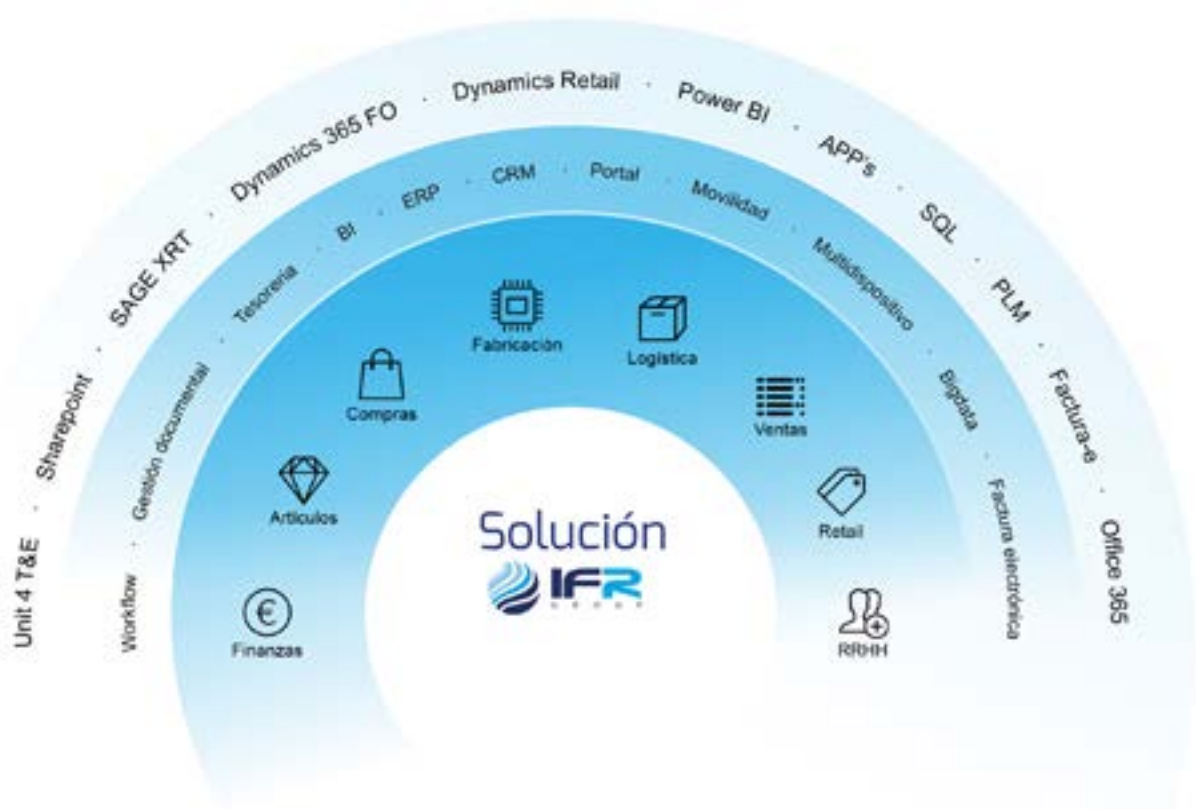 Unit 4 T&E · Sharepoint · SAGE XRT · Dynamics 365 FO · Dynamics Retail · Power BI · APP's · SQL · PLM · Factura-e · Office 365
Workflow · Gestión documental · Tesoreria · BI · ERP · CRM · Portal · Movilidad · Multidispositivo · Bigdata · Factura electrónica
Finanzas
Artículos
Compras
Fabricación
Logística
Ventas
Retail
RRHH
Solución
IFR
GROUP